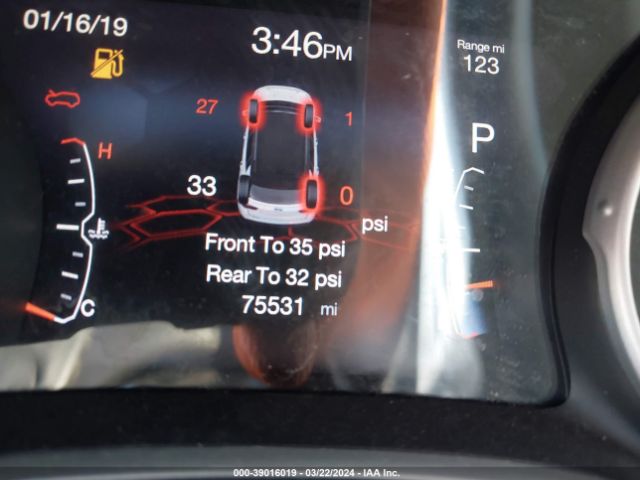 01/16/19
3:46PM
Range mi
123
27 1
H
P
33 0
psi
Front To 35 psi
Rear To 32 psi
75531 mi
C
000-39016019 - 03/22/2024 - IAA Inc.